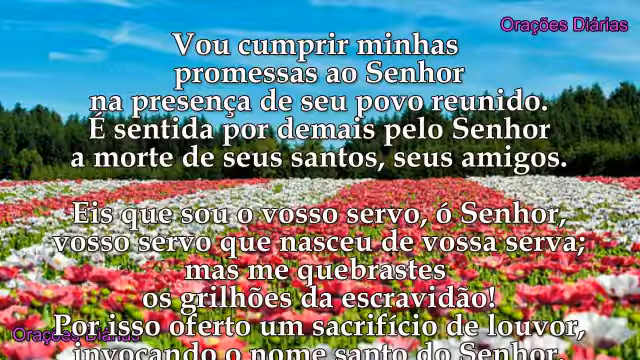 Orações Diárias
Vou cumprir minhas
promessas ao Senhor
na presença de seu povo reunido.
É sentida por demais pelo Senhor
a morte de seus santos, seus amigos.
Eis que sou o vosso servo, ó Senhor,
vosso servo que nasceu de vossa serva;
mas me quebrastes
os grilhões da escravidão!
Por isso oferto um sacrifício de louvor,
Orações Diárias
invocando o nome santo do Senhor.